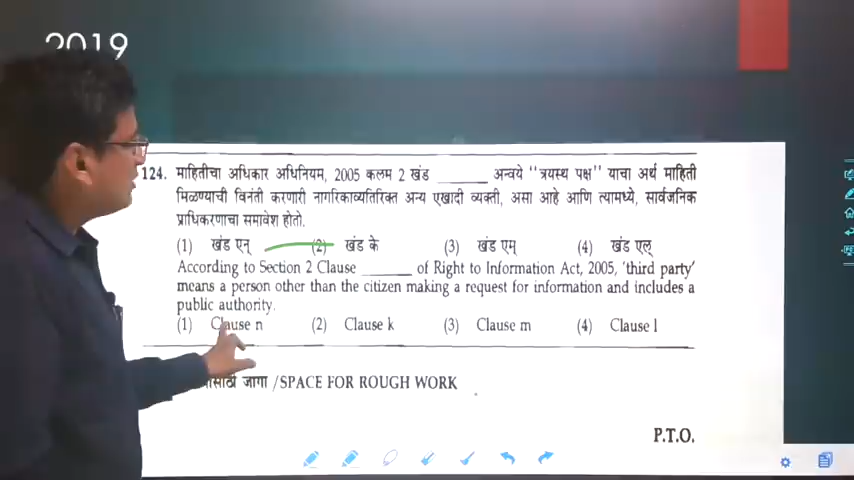 2019
124. माहितीचा अधिकार अधिनियम, 2005 कलम 2 खंड ______ अन्वये "त्रयस्थ पक्ष" याचा अर्थ माहिती
मिळण्याची विनंती करणारी नागरिकाव्यतिरिक्त अन्य एखादी व्यक्ती, असा आहे आणि त्यामध्ये, सार्वजनिक
प्राधिकरणाचा समावेश होतो.
(1) खंड एन् (2) खंड के (3) खंड एम् (4) खंड एल्
According to Section 2 Clause ______ of Right to Information Act, 2005, 'third party'
means a person other than the citizen making a request for information and includes a
public authority.
(1) Clause n (2) Clause k (3) Clause m (4) Clause l
जागा /SPACE FOR ROUGH WORK
P.T.O.